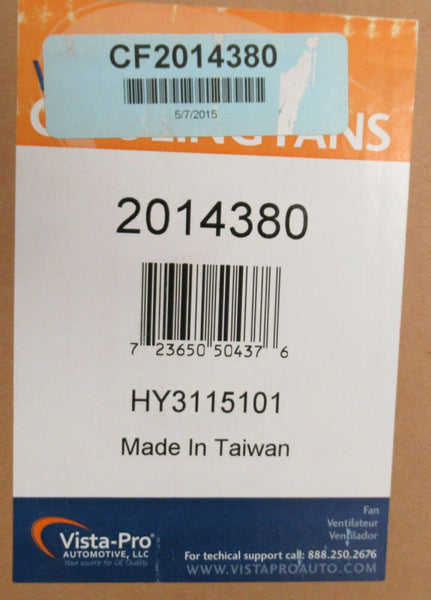 CF2014380
5/7/2015
2014380
7 23650 50437 6
HY3115101
Made In Taiwan
Fan
Ventilateur
Ventilador
Vista-Pro®
AUTOMOTIVE, LLC
Your source for OE Quality
For techical support call: 888.250.2676
WWW.VISTAPROAUTO.COM